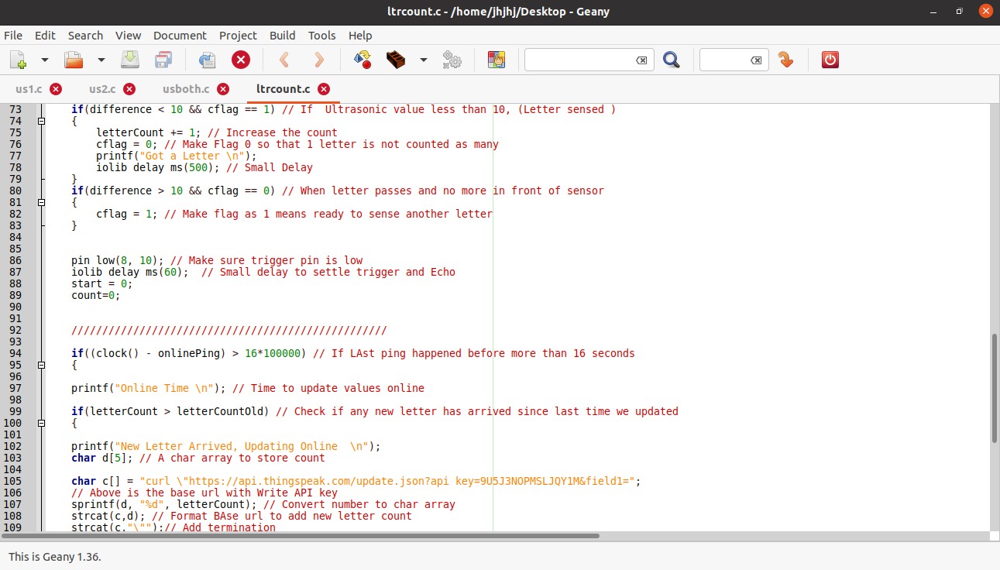 ltrcount.c - /home/jhjhj/Desktop - Geany
File Edit Search View Document Project Build Tools Help
us1.c us2.c usboth.c ltrcount.c
73 if(difference < 10 && cflag == 1) // If  Ultrasonic value less than 10, (Letter sensed )
74 {
75 letterCount += 1; // Increase the count
76 cflag = 0; // Make Flag 0 so that 1 letter is not counted as many
77 printf("Got a Letter \n");
78 iolib delay ms(500); // Small Delay
79 }
80 if(difference > 10 && cflag == 0) // When letter passes and no more in front of sensor
81 {
82 cflag = 1; // Make flag as 1 means ready to sense another letter
83 }
84
85
86 pin low(8, 10); // Make sure trigger pin is low
87 iolib delay ms(60);  // Small delay to settle trigger and Echo
88 start = 0;
89 count=0;
90
91
92 ///////////////////////////////////////////////////
93
94 if((clock() - onlinePing) > 16*100000) // If LAst ping happened before more than 16 seconds
95 {
96
97 printf("Online Time \n"); // Time to update values online
98
99 if(letterCount > letterCountOld) // Check if any new letter has arrived since last time we updated
100 {
101
102 printf("New Letter Arrived, Updating Online  \n");
103 char d[5]; // A char array to store count
104
105 char c[] = "curl \"https://api.thingspeak.com/update.json?api key=9U5J3NOPMSLJQY1M&field1=";
106 // Above is the base url with Write API key
107 sprintf(d, "%d", letterCount); // Convert number to char array
108 strcat(c,d); // Format BAse url to add new letter count
109 strcat(c,"\"");// Add termination
This is Geany 1.36.